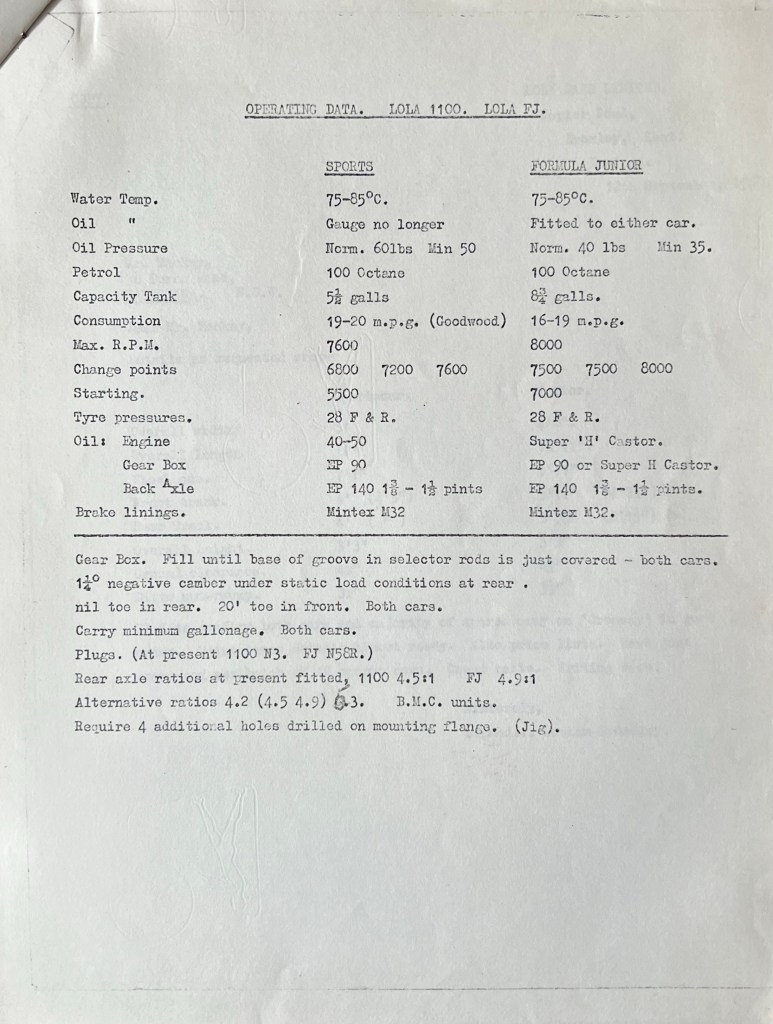 OPERATING DATA. LOLA 1100. LOLA FJ.
SPORTS FORMULA JUNIOR
Water Temp. 75-85°C. 75-85°C.
Oil " Gauge no longer Fitted to either car.
Oil Pressure Norm. 60lbs Min 50 Norm. 40 lbs Min 35.
Petrol 100 Octane 100 Octane
Capacity Tank 5½ galls 8¾ galls.
Consumption 19-20 m.p.g. (Goodwood) 16-19 m.p.g.
Max. R.P.M. 7600 8000
Change points 6800 7200 7600 7500 7500 8000
Starting. 5500 7000
Tyre pressures. 28 F & R. 28 F & R.
Oil: Engine 40-50 Super 'H' Castor.
Gear Box EP 90 EP 90 or Super H Castor.
Back Axle EP 140 1⅜ - 1½ pints EP 140 1⅜ - 1½ pints.
Brake linings. Mintex M32 Mintex M32.
Gear Box. Fill until base of groove in selector rods is just covered - both cars.
1¼° negative camber under static load conditions at rear .
nil toe in rear. 20' toe in front. Both cars.
Carry minimum gallonage. Both cars.
Plugs. (At present 1100 N3. FJ N58R.)
Rear axle ratios at present fitted, 1100 4.5:1 FJ 4.9:1
Alternative ratios 4.2 (4.5 4.9) .3. B.M.C. units.
Require 4 additional holes drilled on mounting flange. (Jig).